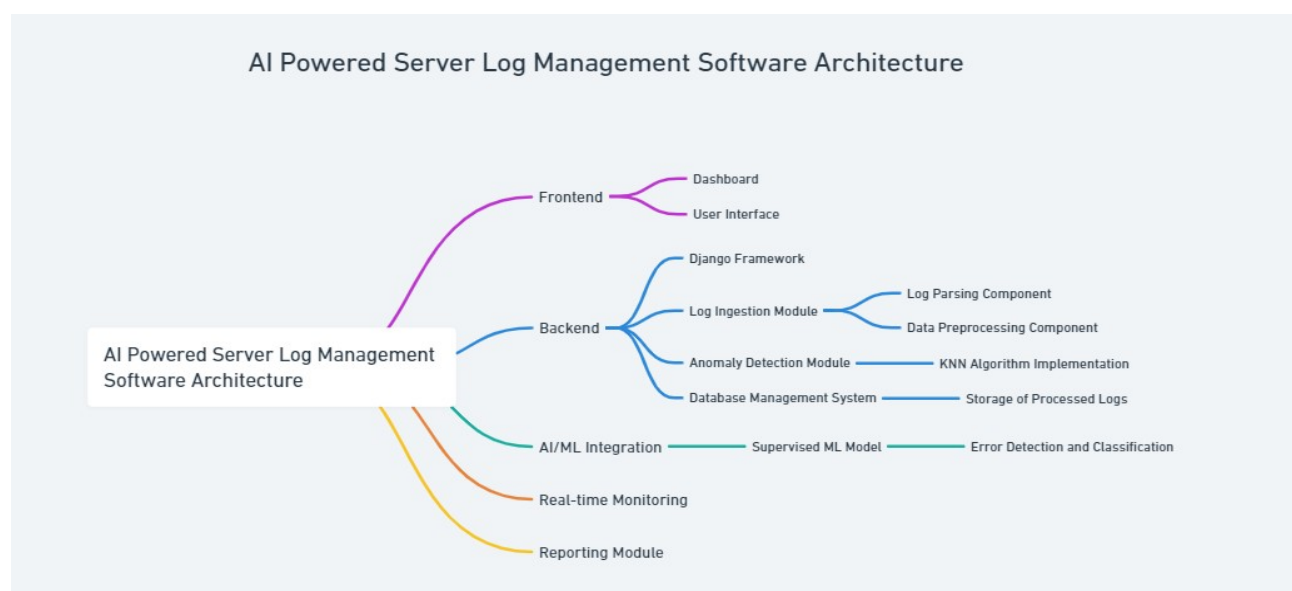 AI Powered Server Log Management Software Architecture
Dashboard
Frontend
User Interface
Django Framework
Log Parsing Component
Log Ingestion Module
Data Preprocessing Component
Backend
AI Powered Server Log Management
Software Architecture
Anomaly Detection Module
KNN Algorithm Implementation
Database Management System
Storage of Processed Logs
AI/ML Integration
Supervised ML Model
Error Detection and Classification
Real-time Monitoring
Reporting Module